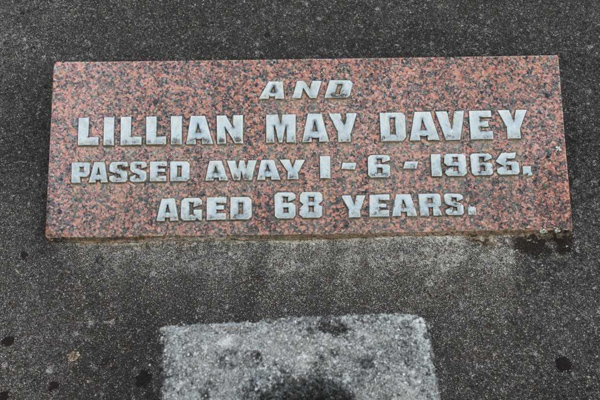 AND
LILLIAN MAY DAVEY
PASSED AWAY 1-6-1965,
AGED 68 YEARS.